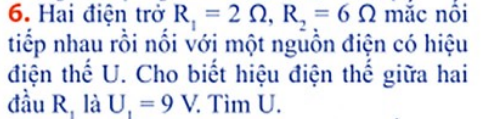 6. Hai điện trở R₁ = 2 Ω, R₂ = 6 Ω mắc nối
tiếp nhau rồi nối với một nguồn điện có hiệu
điện thế U. Cho biết hiệu điện thế giữa hai
đầu R₁ là U₁ = 9 V. Tìm U.